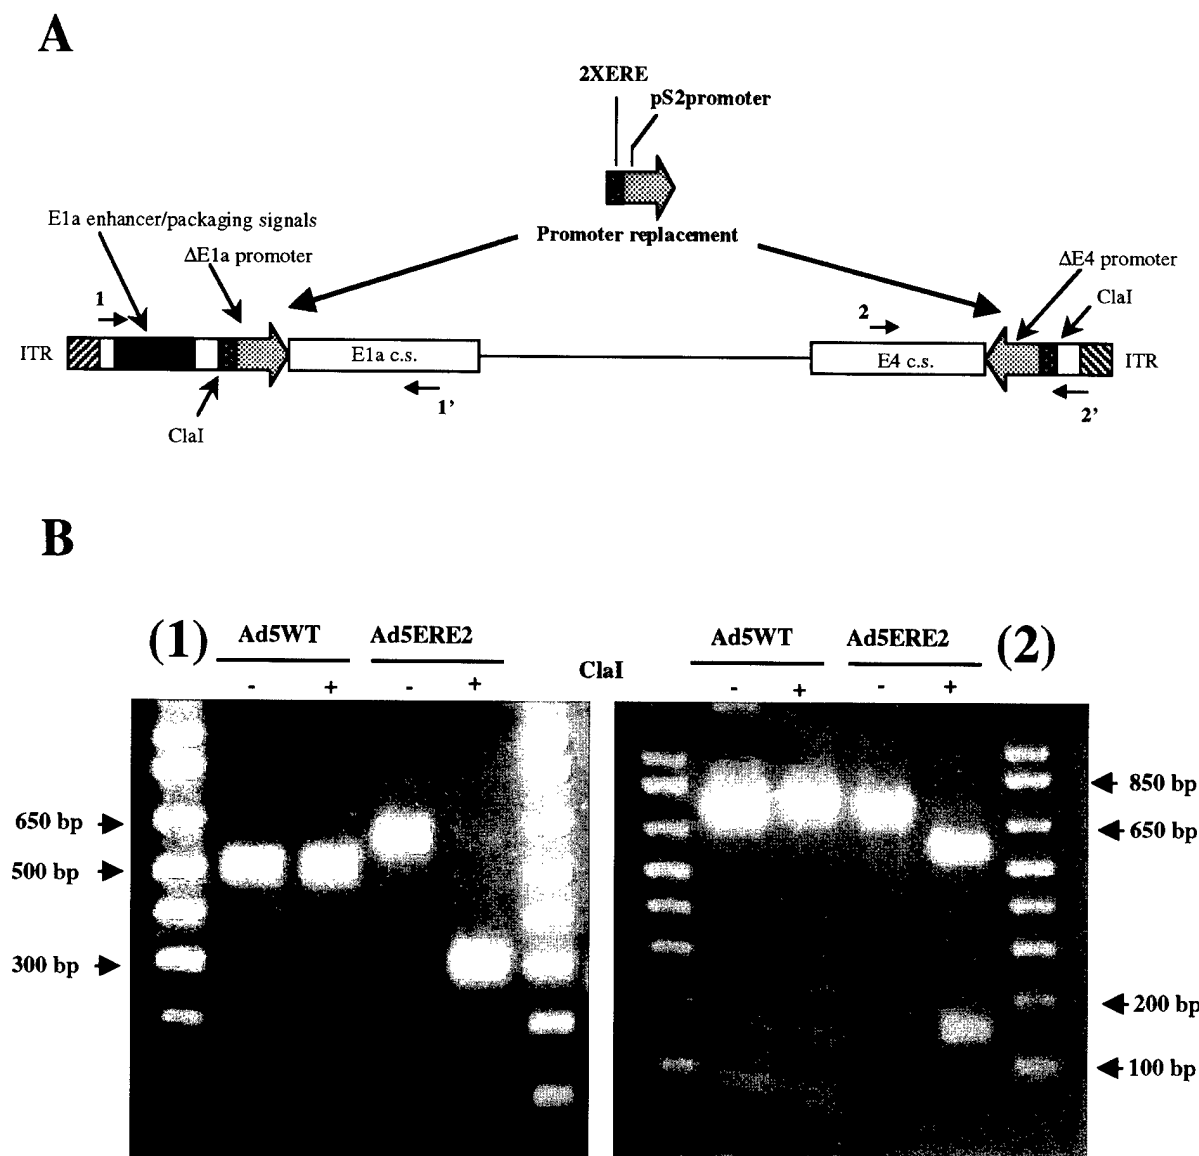 A
2XERE
pS2promoter
E1a enhancer/packaging signals
ΔE1a promoter
Promoter replacement
ΔE4 promoter
ClaI
1
2
ITR
E1a c.s.
E4 c.s.
ITR
1'
2'
ClaI
B
(1)
Ad5WT
Ad5ERE2
Ad5WT
Ad5ERE2
(2)
ClaI
- + - +
- + - +
650 bp
500 bp
300 bp
850 bp
650 bp
200 bp
100 bp